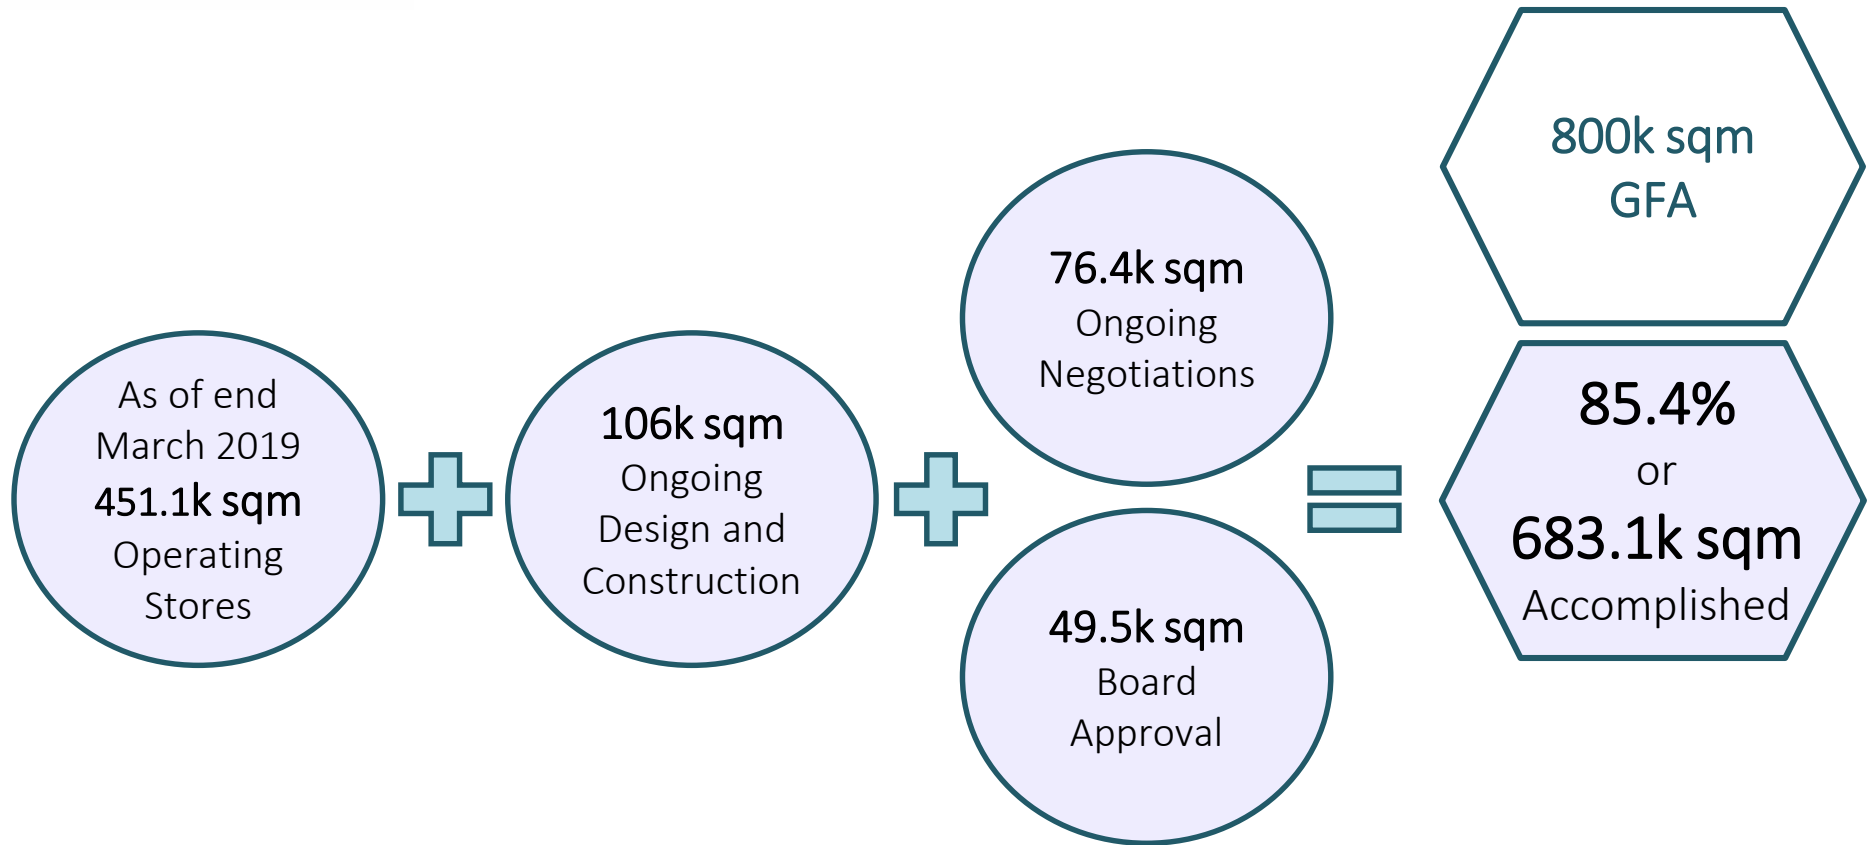 As of end
March 2019
451.1k sqm
Operating
Stores
106k sqm
Ongoing
Design and
Construction
76.4k sqm
Ongoing
Negotiations
49.5k sqm
Board
Approval
800k sqm
GFA
85.4%
or
683.1k sqm
Accomplished